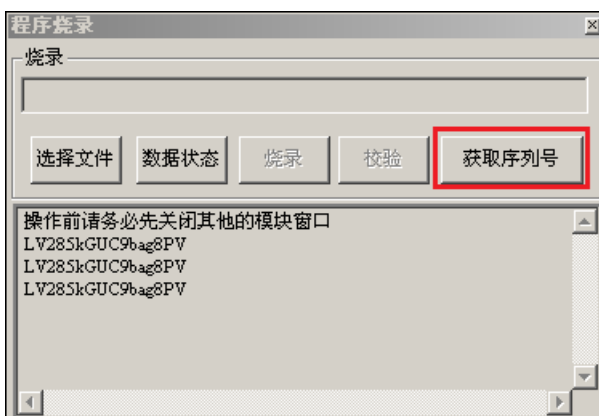 程序烧录
烧录
选择文件 数据状态 烧录 校验 获取序列号
操作前请务必先关闭其他的模块窗口
LV285kGUC9bag8PV
LV285kGUC9bag8PV
LV285kGUC9bag8PV